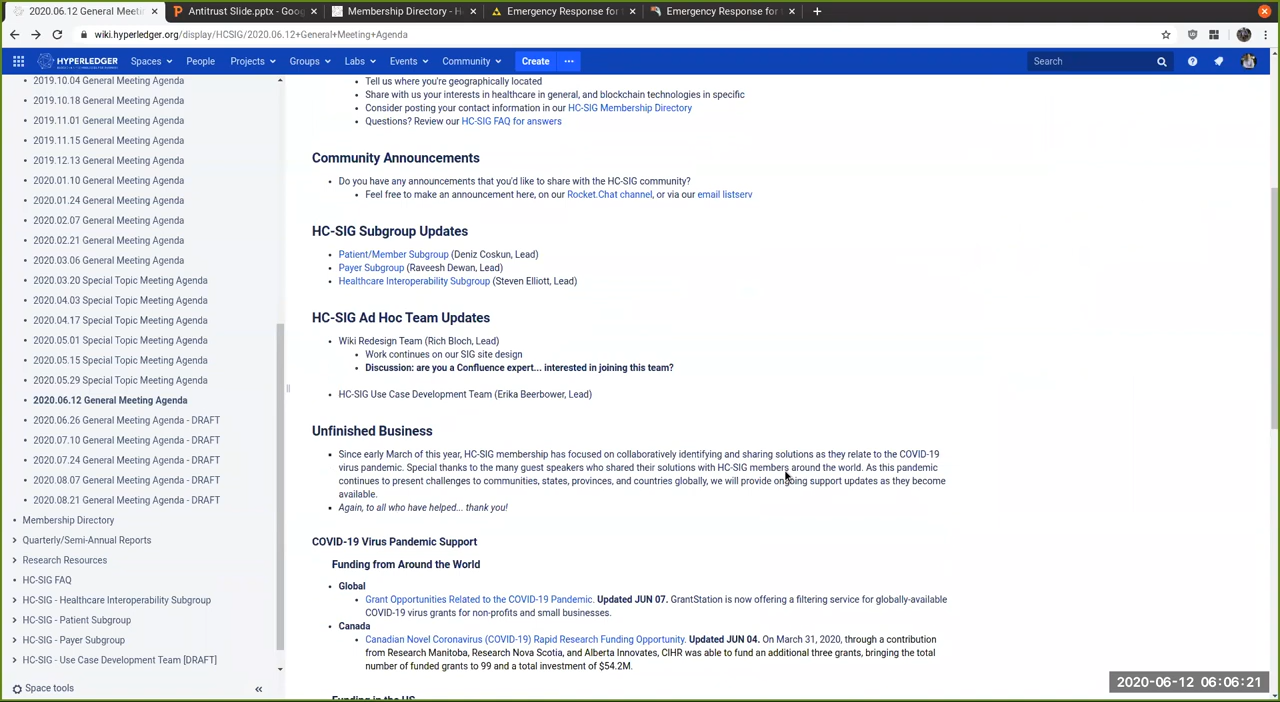 2020.06.12 General Meeti
Antitrust Slide.pptx - Goog
Membership Directory - H
Emergency Response for t
Emergency Response for t
wiki.hyperledger.org/display/HCSIG/2020.06.12+General+Meeting+Agenda
HYPERLEDGER Spaces People Projects Groups Labs Events Community Create ••• Search
2019.10.04 General Meeting Agenda
2019.10.18 General Meeting Agenda
2019.11.01 General Meeting Agenda
2019.11.15 General Meeting Agenda
2019.12.13 General Meeting Agenda
2020.01.10 General Meeting Agenda
2020.01.24 General Meeting Agenda
2020.02.07 General Meeting Agenda
2020.02.21 General Meeting Agenda
2020.03.06 General Meeting Agenda
2020.03.20 Special Topic Meeting Agenda
2020.04.03 Special Topic Meeting Agenda
2020.04.17 Special Topic Meeting Agenda
2020.05.01 Special Topic Meeting Agenda
2020.05.15 Special Topic Meeting Agenda
2020.05.29 Special Topic Meeting Agenda
2020.06.12 General Meeting Agenda
2020.06.26 General Meeting Agenda - DRAFT
2020.07.10 General Meeting Agenda - DRAFT
2020.07.24 General Meeting Agenda - DRAFT
2020.08.07 General Meeting Agenda - DRAFT
2020.08.21 General Meeting Agenda - DRAFT
Membership Directory
Quarterly/Semi-Annual Reports
Research Resources
HC-SIG FAQ
HC-SIG - Healthcare Interoperability Subgroup
HC-SIG - Patient Subgroup
HC-SIG - Payer Subgroup
HC-SIG - Use Case Development Team [DRAFT]
Space tools
Tell us where you're geographically located
Share with us your interests in healthcare in general, and blockchain technologies in specific
Consider posting your contact information in our HC-SIG Membership Directory
Questions? Review our HC-SIG FAQ for answers
Community Announcements
Do you have any announcements that you'd like to share with the HC-SIG community?
Feel free to make an announcement here, on our Rocket.Chat channel, or via our email listserv
HC-SIG Subgroup Updates
Patient/Member Subgroup (Deniz Coskun, Lead)
Payer Subgroup (Raveesh Dewan, Lead)
Healthcare Interoperability Subgroup (Steven Elliott, Lead)
HC-SIG Ad Hoc Team Updates
Wiki Redesign Team (Rich Bloch, Lead)
Work continues on our SIG site design
Discussion: are you a Confluence expert... interested in joining this team?
HC-SIG Use Case Development Team (Erika Beerbower, Lead)
Unfinished Business
Since early March of this year, HC-SIG membership has focused on collaboratively identifying and sharing solutions as they relate to the COVID-19
virus pandemic. Special thanks to the many guest speakers who shared their solutions with HC-SIG members around the world. As this pandemic
continues to present challenges to communities, states, provinces, and countries globally, we will provide ongoing support updates as they become
available.
Again, to all who have helped... thank you!
COVID-19 Virus Pandemic Support
Funding from Around the World
Global
Grant Opportunities Related to the COVID-19 Pandemic. Updated JUN 07. GrantStation is now offering a filtering service for globally-available
COVID-19 virus grants for non-profits and small businesses.
Canada
Canadian Novel Coronavirus (COVID-19) Rapid Research Funding Opportunity. Updated JUN 04. On March 31, 2020, through a contribution
from Research Manitoba, Research Nova Scotia, and Alberta Innovates, CIHR was able to fund an additional three grants, bringing the total
number of funded grants to 99 and a total investment of $54.2M.
Funding in the US
2020-06-12 06:06:21